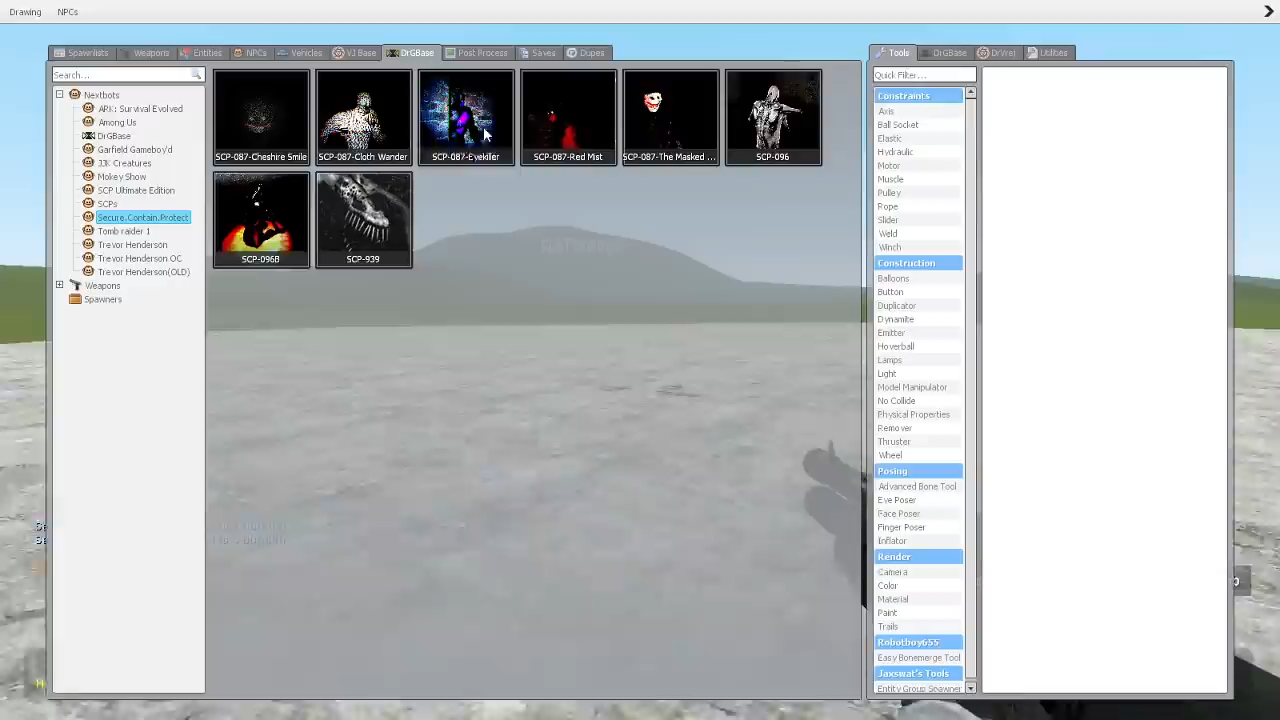 Drawing NPCs
Spawnlists Weapons Entities NPCs Vehicles VJ Base DrGBase Post Process Saves Dupes
Tools DrGBase DrVrej Utilities
Search...
Quick Filter...
Nextbots
ARK: Survival Evolved
Among Us
DrGBase
Garfield Gameboy'd
JJK Creatures
Mokey Show
SCP Ultimate Edition
SCPs
Secure.Contain.Protect
Tomb raider 1
Trevor Henderson
Trevor Henderson OC
Trevor Henderson(OLD)
Weapons
Spawners
SCP-087-Cheshire Smile SCP-087-Cloth Wander SCP-087-Eyekiller SCP-087-Red Mist SCP-087-The Masked ... SCP-096
SCP-096B SCP-939
Constraints
Axis
Ball Socket
Elastic
Hydraulic
Motor
Muscle
Pulley
Rope
Slider
Weld
Winch
Construction
Balloons
Button
Duplicator
Dynamite
Emitter
Hoverball
Lamps
Light
Model Manipulator
No Collide
Physical Properties
Remover
Thruster
Wheel
Posing
Advanced Bone Tool
Eye Poser
Face Poser
Finger Poser
Inflator
Render
Camera
Color
Material
Paint
Trails
Robotboy655
Easy Bonemerge Tool
Jaxswat's Tools
Entity Group Spawner